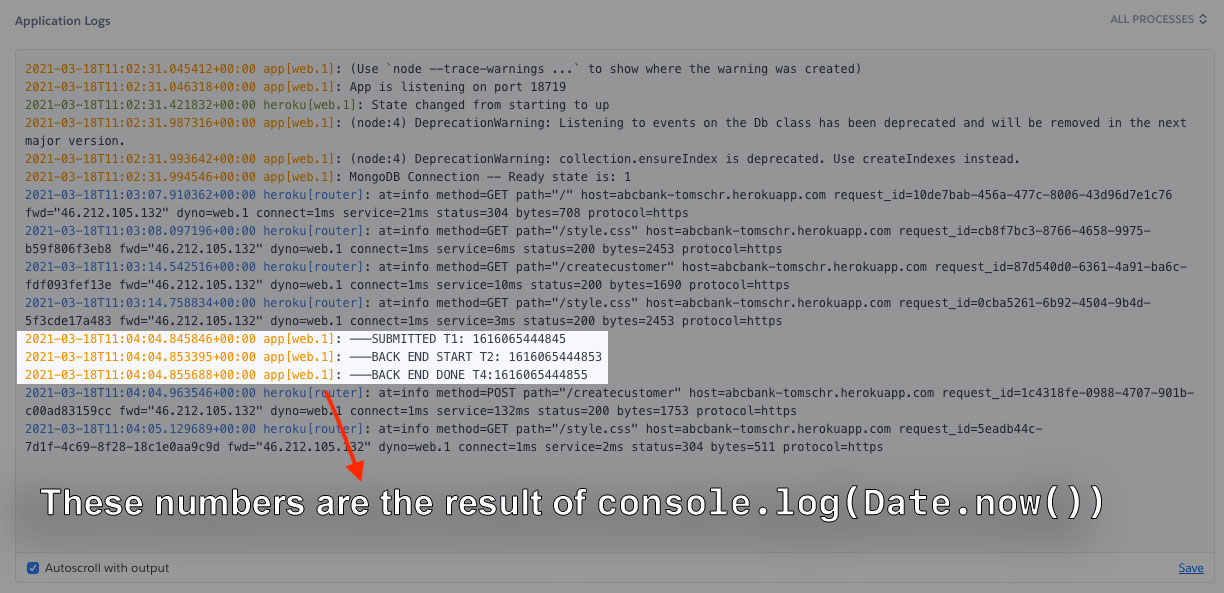 Application Logs
ALL PROCESSES
2021-03-18T11:02:31.045412+00:00 app[web.1]: (Use `node --trace-warnings ...` to show where the warning was created)
2021-03-18T11:02:31.046318+00:00 app[web.1]: App is listening on port 18719
2021-03-18T11:02:31.421832+00:00 heroku[web.1]: State changed from starting to up
2021-03-18T11:02:31.987316+00:00 app[web.1]: (node:4) DeprecationWarning: Listening to events on the Db class has been deprecated and will be removed in the next
major version.
2021-03-18T11:02:31.993642+00:00 app[web.1]: (node:4) DeprecationWarning: collection.ensureIndex is deprecated. Use createIndexes instead.
2021-03-18T11:02:31.994546+00:00 app[web.1]: MongoDB Connection -- Ready state is: 1
2021-03-18T11:03:07.910362+00:00 heroku[router]: at=info method=GET path="/" host=abcbank-tomschr.herokuapp.com request_id=10de7bab-456a-477c-8006-43d96d7e1c76
fwd="46.212.105.132" dyno=web.1 connect=1ms service=21ms status=304 bytes=708 protocol=https
2021-03-18T11:03:08.097196+00:00 heroku[router]: at=info method=GET path="/style.css" host=abcbank-tomschr.herokuapp.com request_id=cb8f7bc3-8766-4658-9975-
b59f806f3eb8 fwd="46.212.105.132" dyno=web.1 connect=1ms service=6ms status=200 bytes=2453 protocol=https
2021-03-18T11:03:14.542516+00:00 heroku[router]: at=info method=GET path="/createcustomer" host=abcbank-tomschr.herokuapp.com request_id=87d540d0-6361-4a91-ba6c-
fdf093fef13e fwd="46.212.105.132" dyno=web.1 connect=1ms service=10ms status=200 bytes=1690 protocol=https
2021-03-18T11:03:14.758834+00:00 heroku[router]: at=info method=GET path="/style.css" host=abcbank-tomschr.herokuapp.com request_id=0cba5261-6b92-4504-9b4d-
5f3cde17a483 fwd="46.212.105.132" dyno=web.1 connect=1ms service=3ms status=200 bytes=2453 protocol=https
2021-03-18T11:04:04.845846+00:00 app[web.1]: ———SUBMITTED T1: 1616065444845
2021-03-18T11:04:04.853395+00:00 app[web.1]: ———BACK END START T2: 1616065444853
2021-03-18T11:04:04.855688+00:00 app[web.1]: ———BACK END DONE T4:1616065444855
2021-03-18T11:04:04.963546+00:00 heroku[router]: at=info method=POST path="/createcustomer" host=abcbank-tomschr.herokuapp.com request_id=1c4318fe-0988-4707-901b-
c00ad83159cc fwd="46.212.105.132" dyno=web.1 connect=1ms service=132ms status=200 bytes=1753 protocol=https
2021-03-18T11:04:05.129689+00:00 heroku[router]: at=info method=GET path="/style.css" host=abcbank-tomschr.herokuapp.com request_id=5eadb44c-
7d1f-4c69-8f28-18c1e0aa9c9d fwd="46.212.105.132" dyno=web.1 connect=1ms service=2ms status=304 bytes=511 protocol=https
These numbers are the result of console.log(Date.now())
Autoscroll with output
Save